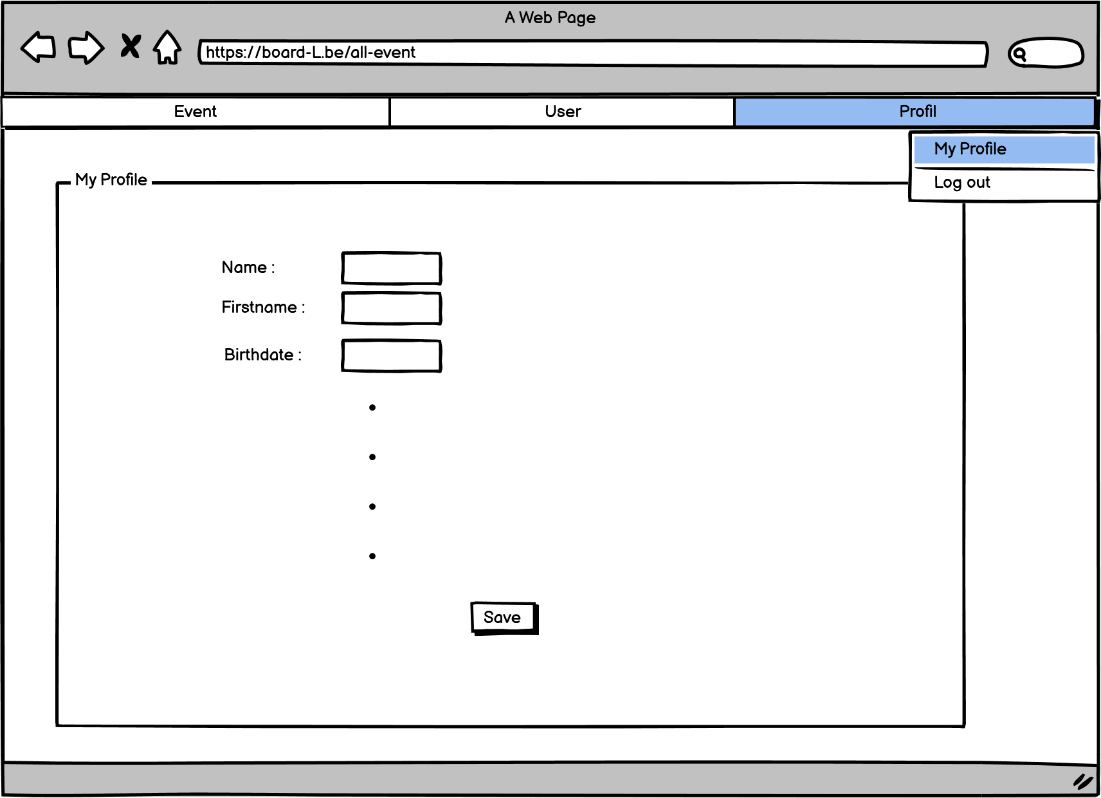 A Web Page
https://board-L.be/all-event
Event
User
Profil
My Profile
Log out
My Profile
Name :
Firstname :
Birthdate :
Save